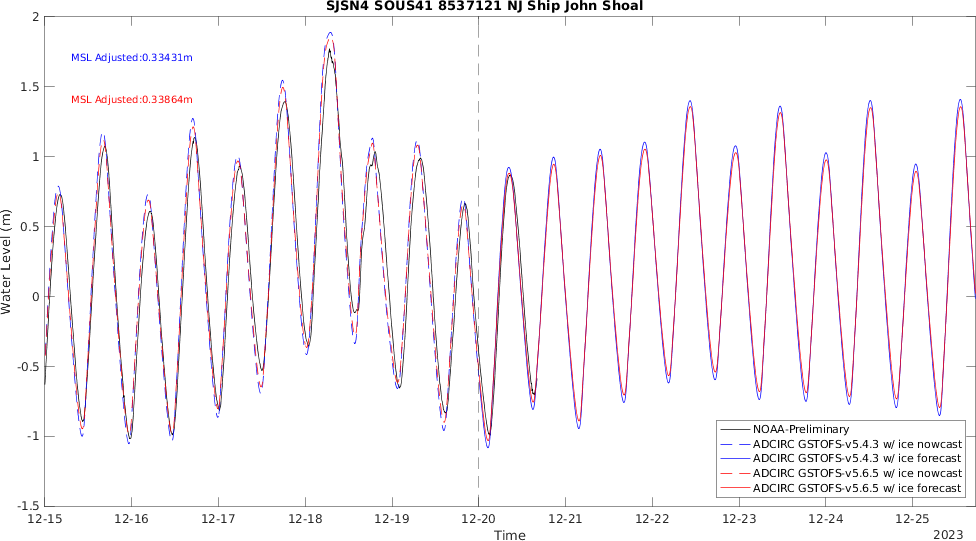 SJSN4 SOUS41 8537121 NJ Ship John Shoal
MSL Adjusted:0.33431m
MSL Adjusted:0.33864m
Water Level (m)
2
1.5
1
0.5
0
-0.5
-1
-1.5
NOAA-Preliminary
ADCIRC GSTOFS-v5.4.3 w/ ice nowcast
ADCIRC GSTOFS-v5.4.3 w/ ice forecast
ADCIRC GSTOFS-v5.6.5 w/ ice nowcast
ADCIRC GSTOFS-v5.6.5 w/ ice forecast
12-15 12-16 12-17 12-18 12-19 12-20 12-21 12-22 12-23 12-24 12-25
Time
2023